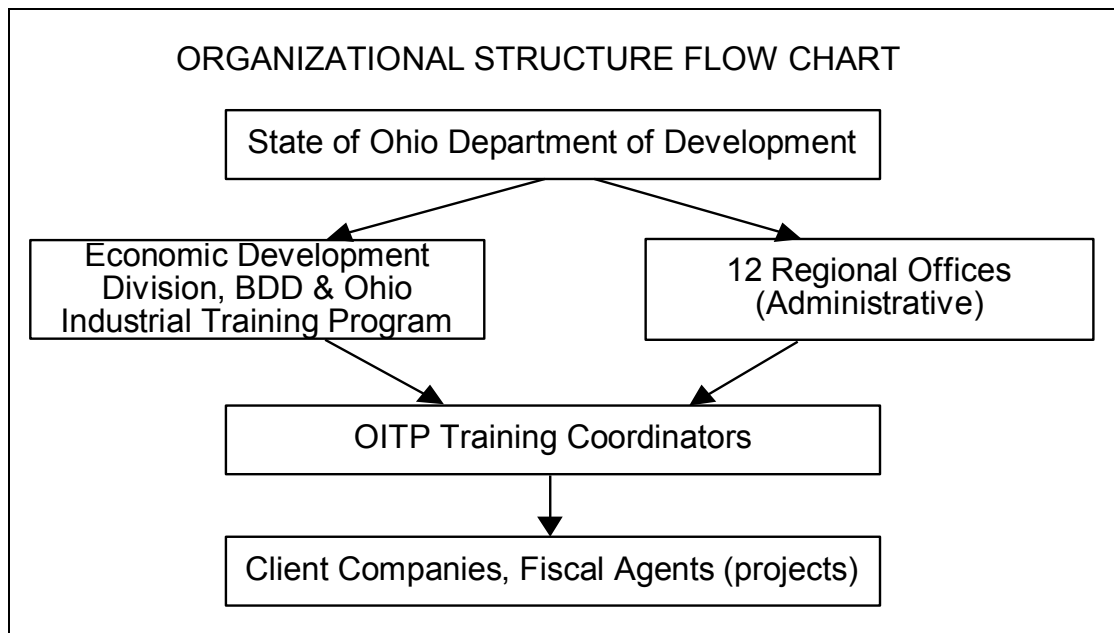 ORGANIZATIONAL STRUCTURE FLOW CHART
State of Ohio Department of Development
Economic Development
Division, BDD & Ohio
Industrial Training Program
12 Regional Offices
(Administrative)
OITP Training Coordinators
Client Companies, Fiscal Agents (projects)